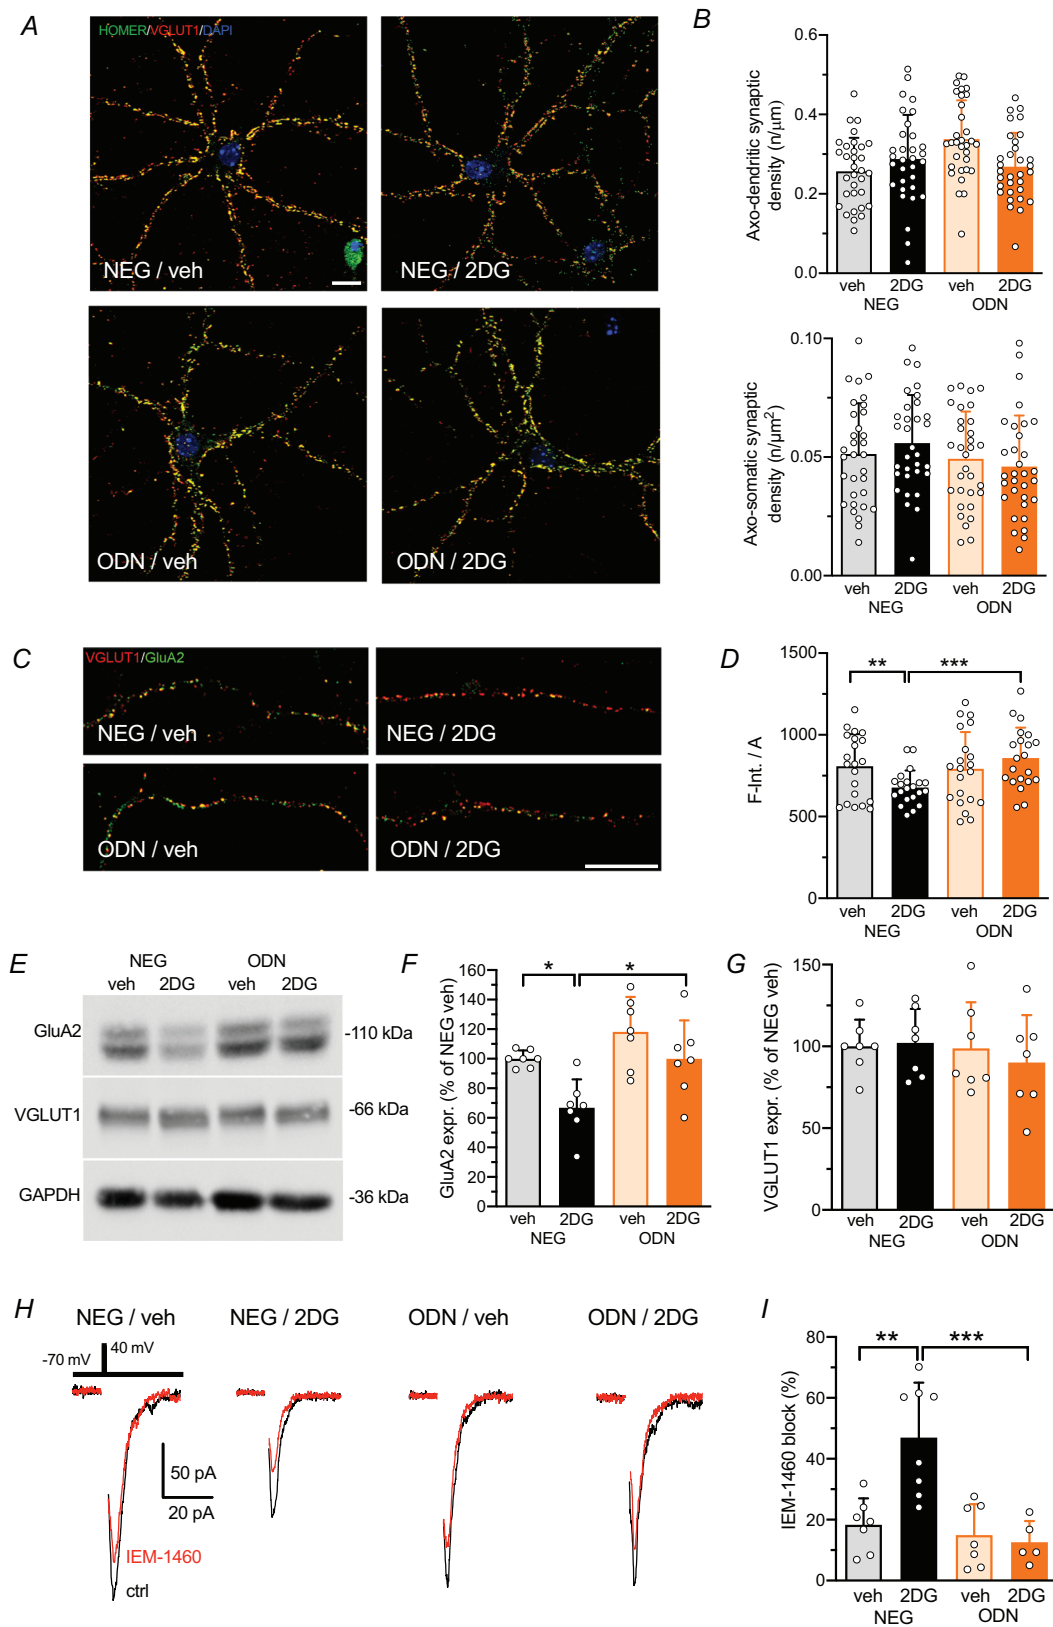 A
HOMER/VGLUT1/DAPI
NEG / veh
NEG / 2DG
ODN / veh
ODN / 2DG
B
Axo-dendritic synaptic
density (n/µm)
0.6
0.4
0.2
0.0
veh 2DG veh 2DG
NEG ODN
Axo-somatic synaptic
density (n/µm²)
0.10
0.05
0.00
veh 2DG veh 2DG
NEG ODN
C
VGLUT1/GluA2
NEG / veh
NEG / 2DG
ODN / veh
ODN / 2DG
D
F-Int. / A
1500
1000
500
0
** ***
veh 2DG veh 2DG
NEG ODN
E
NEG ODN
veh 2DG veh 2DG
GluA2
-110 kDa
VGLUT1
-66 kDa
GAPDH
-36 kDa
F
GluA2 expr. (% of NEG veh)
160
140
120
100
80
60
40
20
0
* *
veh 2DG veh 2DG
NEG ODN
G
VGLUT1 expr. (% of NEG veh)
150
100
50
0
veh 2DG veh 2DG
NEG ODN
H
NEG / veh NEG / 2DG ODN / veh ODN / 2DG
-70 mV
40 mV
50 pA
20 pA
IEM-1460
ctrl
I
IEM-1460 block (%)
80
60
40
20
0
** ***
veh 2DG veh 2DG
NEG ODN